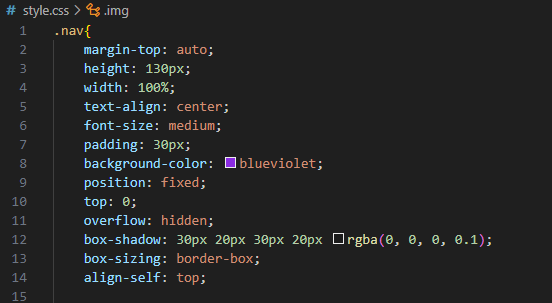 # style.css > .img
1 .nav{
2 margin-top: auto;
3 height: 130px;
4 width: 100%;
5 text-align: center;
6 font-size: medium;
7 padding: 30px;
8 background-color: blueviolet;
9 position: fixed;
10 top: 0;
11 overflow: hidden;
12 box-shadow: 30px 20px 30px 20px rgba(0, 0, 0, 0.1);
13 box-sizing: border-box;
14 align-self: top;
15